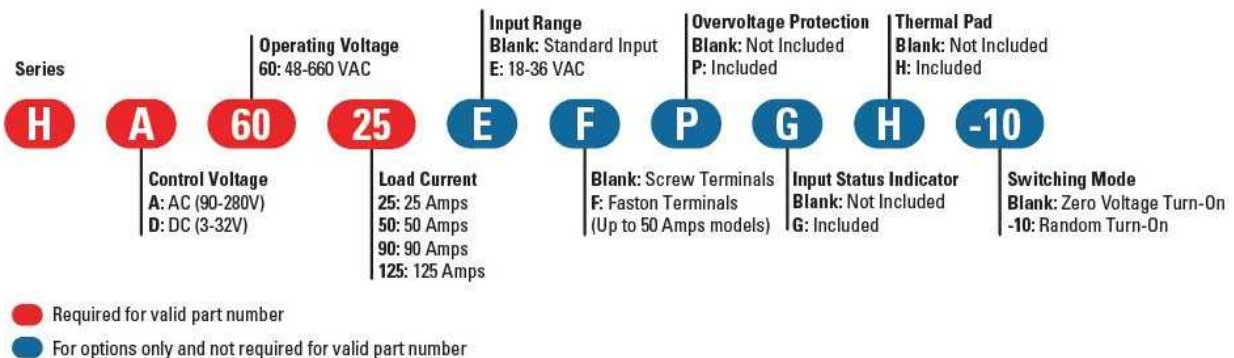 Series
Operating Voltage
60: 48-660 VAC
Input Range
Blank: Standard Input
E: 18-36 VAC
Overvoltage Protection
Blank: Not Included
P: Included
Thermal Pad
Blank: Not Included
H: Included
H A 60 25 E F P G H -10
Control Voltage
A: AC (90-280V)
D: DC (3-32V)
Load Current
25: 25 Amps
50: 50 Amps
90: 90 Amps
125: 125 Amps
Blank: Screw Terminals
F: Faston Terminals
(Up to 50 Amps models)
Input Status Indicator
Blank: Not Included
G: Included
Switching Mode
Blank: Zero Voltage Turn-On
-10: Random Turn-On
Required for valid part number
For options only and not required for valid part number